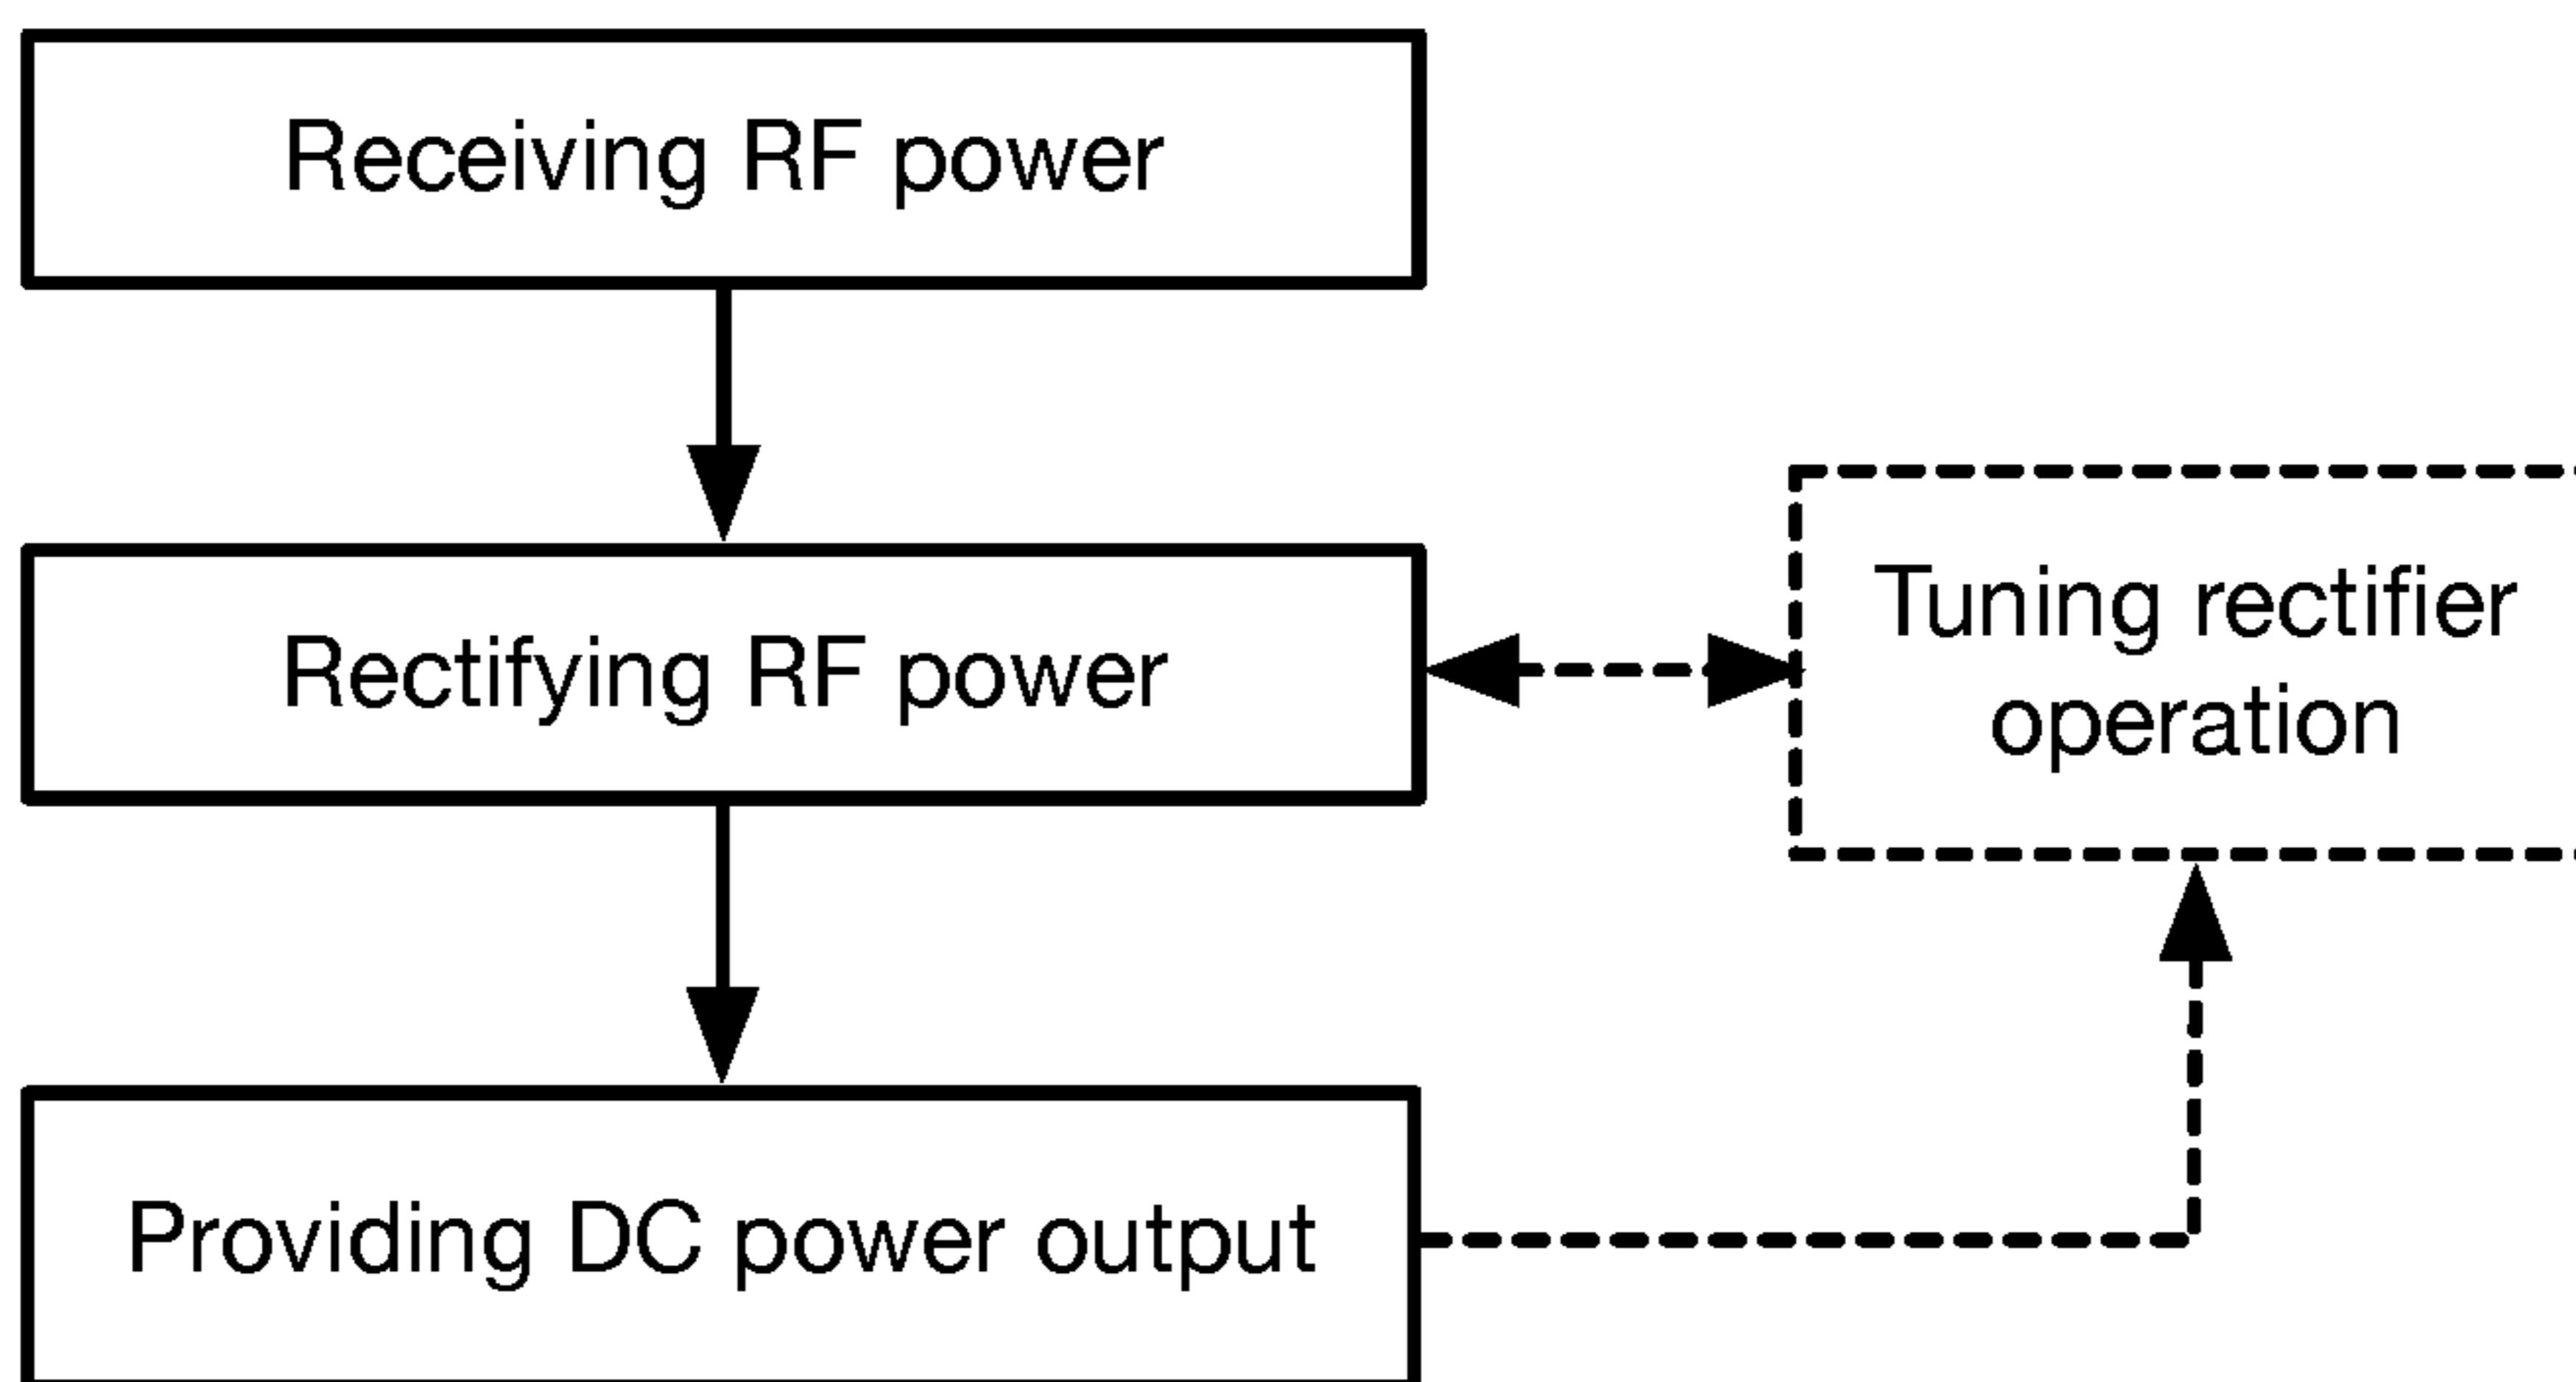 Receiving RF power
Rectifying RF power
Tuning rectifier
operation
Providing DC power output